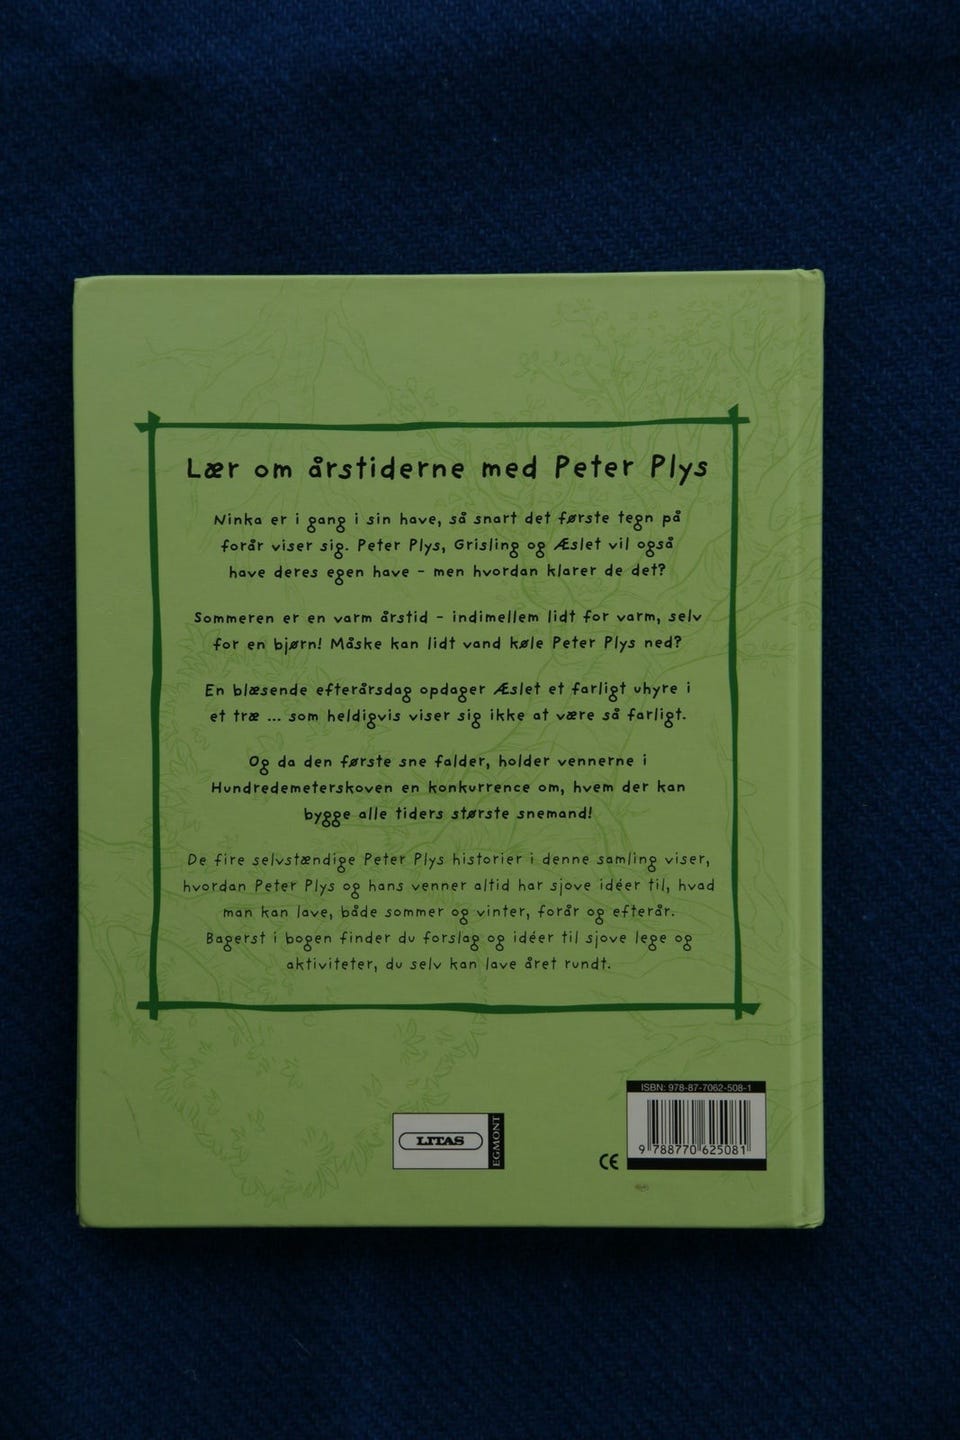 Lær om årstiderne med Peter Plys
Ninka er i gang i sin have, så snart det første tegn på
forår viser sig. Peter Plys, Grisling og Æslet vil også
have deres egen have - men hvordan klarer de det?
Sommeren er en varm årstid - indimellem lidt for varm, selv
for en bjørn! Måske kan lidt vand køle Peter Plys ned?
En blæsende efterårsdag opdager Æslet et farligt uhyre i
et træ ... som heldigvis viser sig ikke at være så farligt.
Og da den første sne falder, holder vennerne i
Hundredemeterskoven en konkurrence om, hvem der kan
bygge alle tiders største snemand!
De fire selvstændige Peter Plys historier i denne samling viser,
hvordan Peter Plys og hans venner altid har sjove idéer til, hvad
man kan lave, både sommer og vinter, forår og efterår.
Bagerst i bogen finder du forslag og idéer til sjove lege og
aktiviteter, du selv kan lave året rundt.
LITAS
EGMONT
CE
ISBN: 978-87-7062-508-1
9 788770 625081